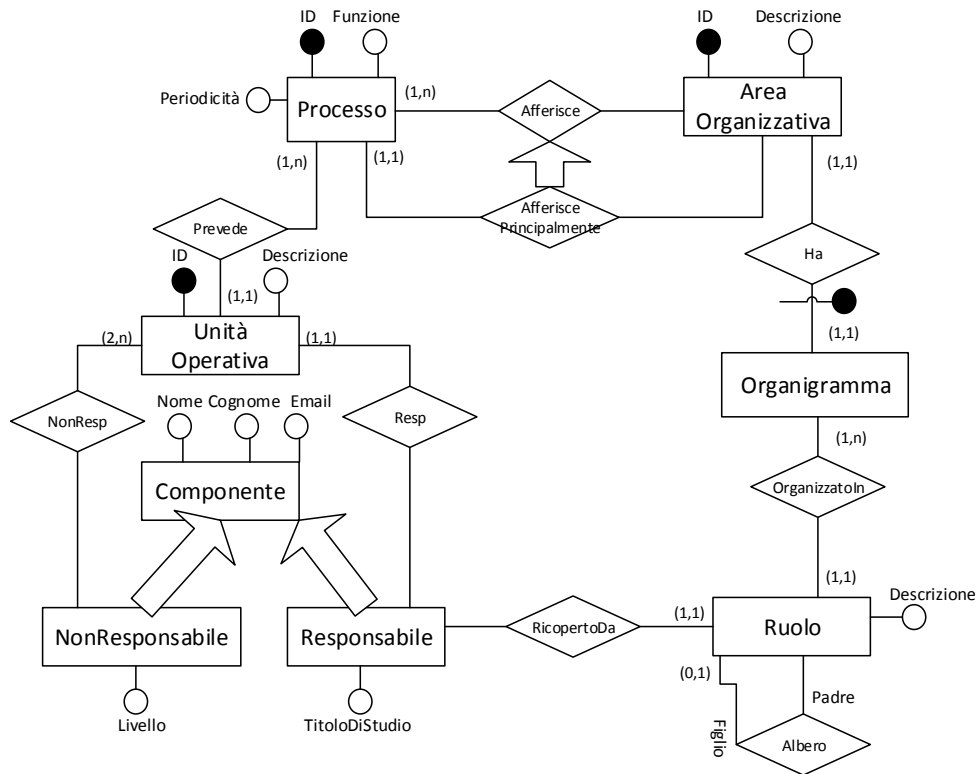 ID
Funzione
ID
Descrizione
Periodicità
Processo
(1,n)
Afferisce
Area
Organizzativa
(1,n)
(1,1)
(1,1)
Afferisce
Principalmente
Prevede
Ha
ID
Descrizione
(1,1)
(2,n)
Unità
Operativa
(1,1)
(1,1)
Organigramma
Nome
Cognome
Email
NonResp
Resp
(1,n)
Componente
OrganizzatoIn
(1,1)
Descrizione
NonResponsabile
Responsabile
RicopertoDa
(1,1)
Ruolo
(0,1)
Padre
Livello
TitoloDiStudio
Figlio
Albero